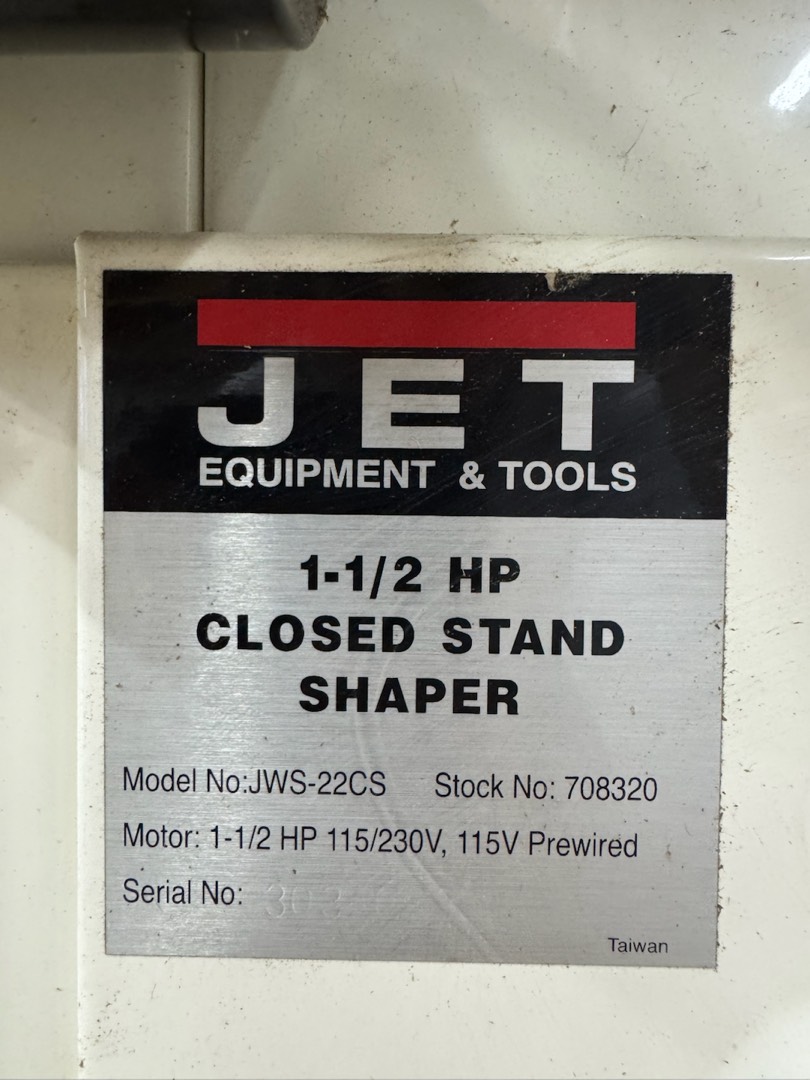 JET
EQUIPMENT & TOOLS
1-1/2 HP
CLOSED STAND
SHAPER
Model No:JWS-22CS Stock No: 708320
Motor: 1-1/2 HP 115/230V, 115V Prewired
Serial No:
Taiwan